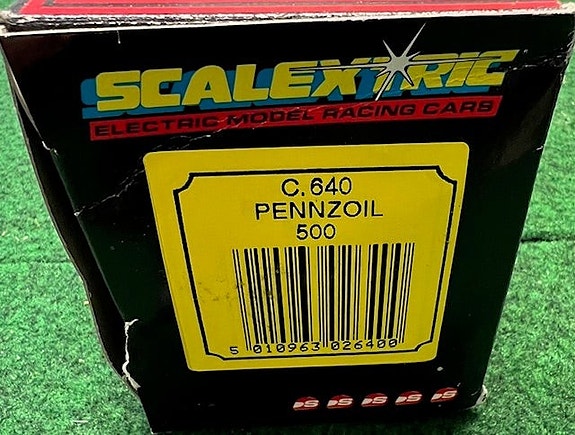 SCALEXTRIC
ELECTRIC MODEL RACING CARS
C.640
PENNZOIL
500
5 010963 026400